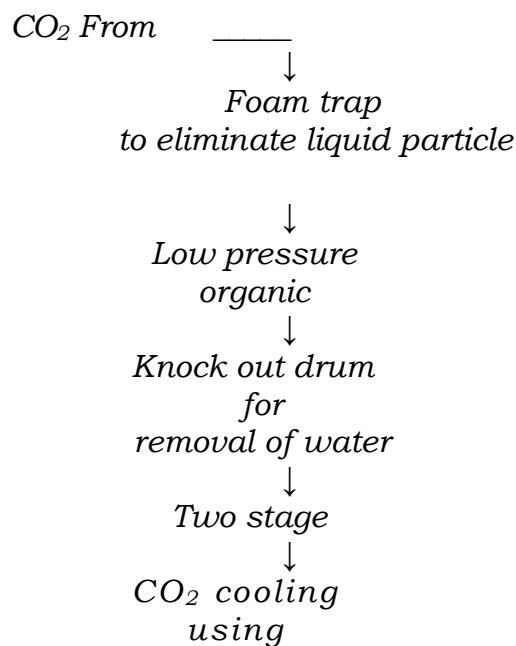 CO₂ From _____
↓
Foam trap
to eliminate liquid particle
↓
Low pressure
organic
↓
Knock out drum
for
removal of water
↓
Two stage
↓
CO₂ cooling
using